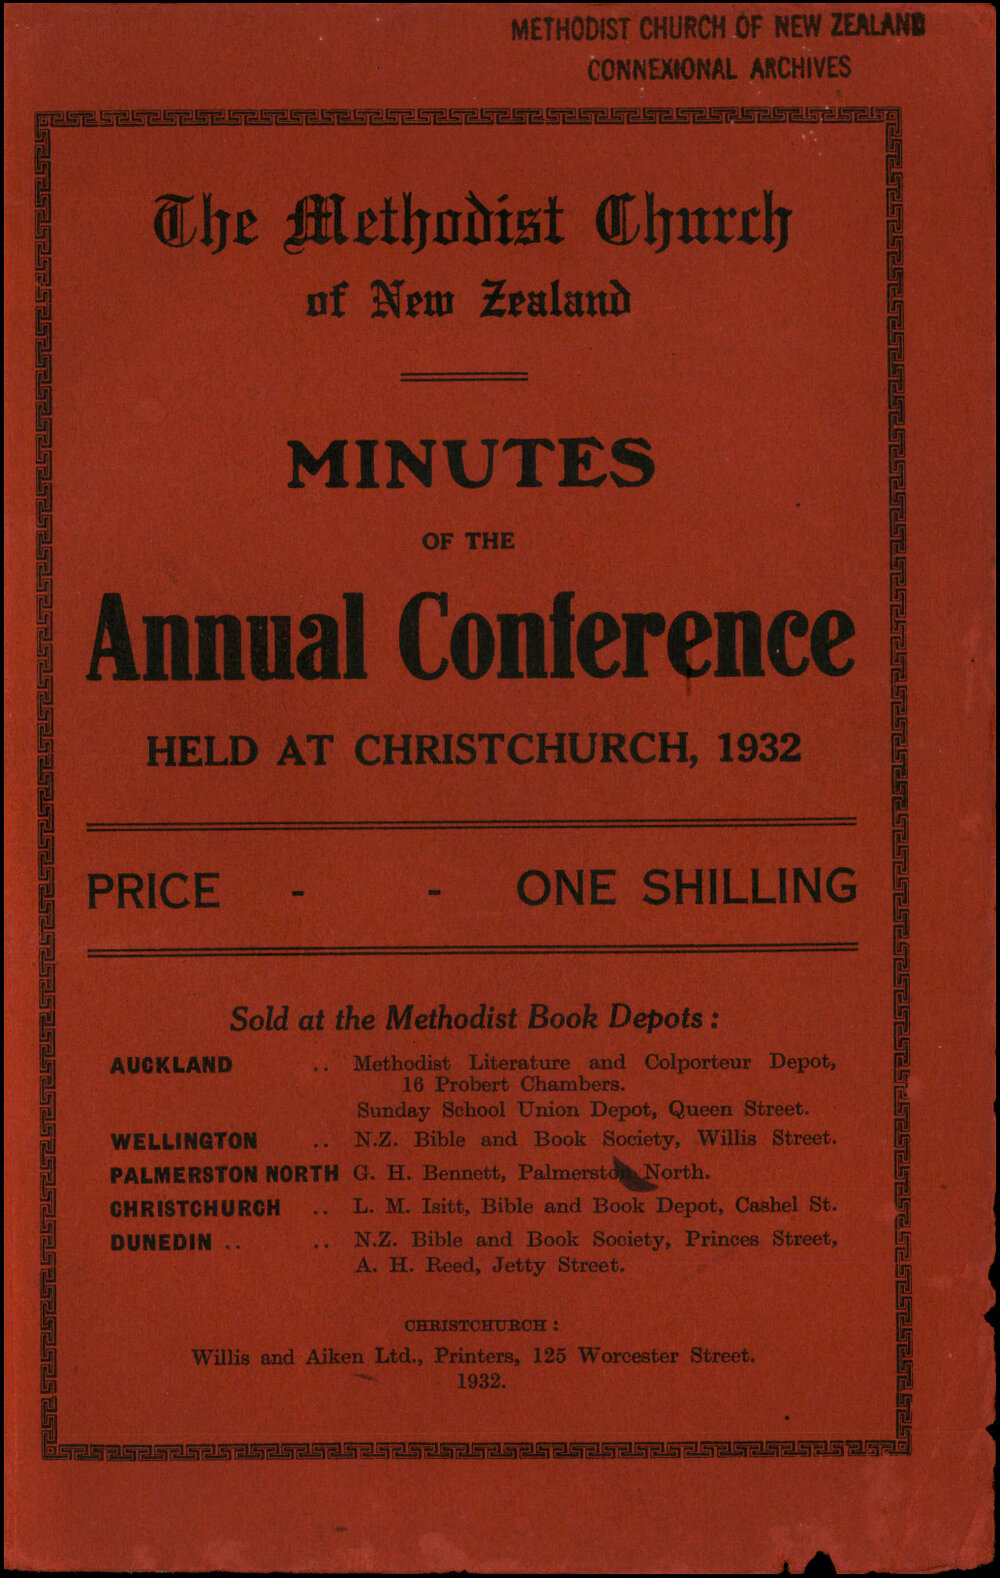 METHODIST CHURCH OF NEW ZEALAND
CONNEXIONAL ARCHIVES
The Methodist Church
of New Zealand
MINUTES
OF THE
Annual Conference
HELD AT CHRISTCHURCH, 1932
PRICE - - ONE SHILLING
Sold at the Methodist Book Depots :
AUCKLAND .. Methodist Literature and Colporteur Depot,
16 Probert Chambers.
Sunday School Union Depot, Queen Street.
WELLINGTON .. N.Z. Bible and Book Society, Willis Street.
PALMERSTON NORTH G. H. Bennett, Palmerston North.
CHRISTCHURCH .. L. M. Isitt, Bible and Book Depot, Cashel St.
DUNEDIN .. .. N.Z. Bible and Book Society, Princes Street,
A. H. Reed, Jetty Street.
CHRISTCHURCH :
Willis and Aiken Ltd., Printers, 125 Worcester Street.
1932.